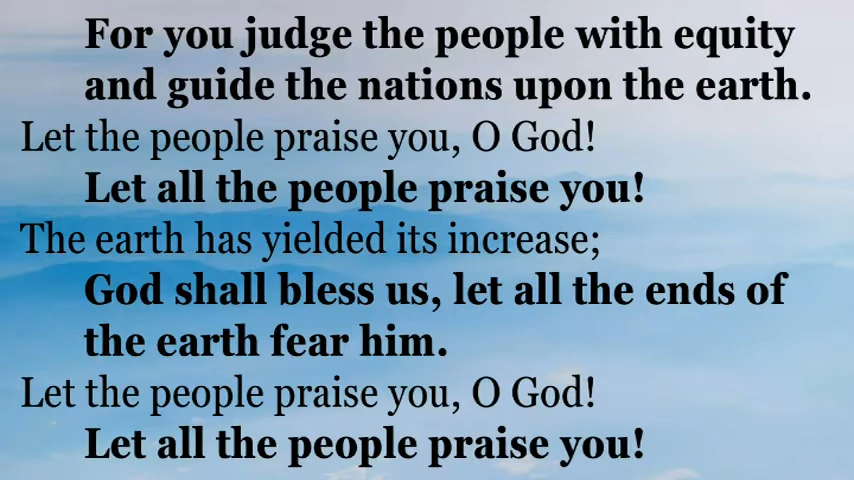 For you judge the people with equity
and guide the nations upon the earth.
Let the people praise you, O God!
Let all the people praise you!
The earth has yielded its increase;
God shall bless us, let all the ends of
the earth fear him.
Let the people praise you, O God!
Let all the people praise you!